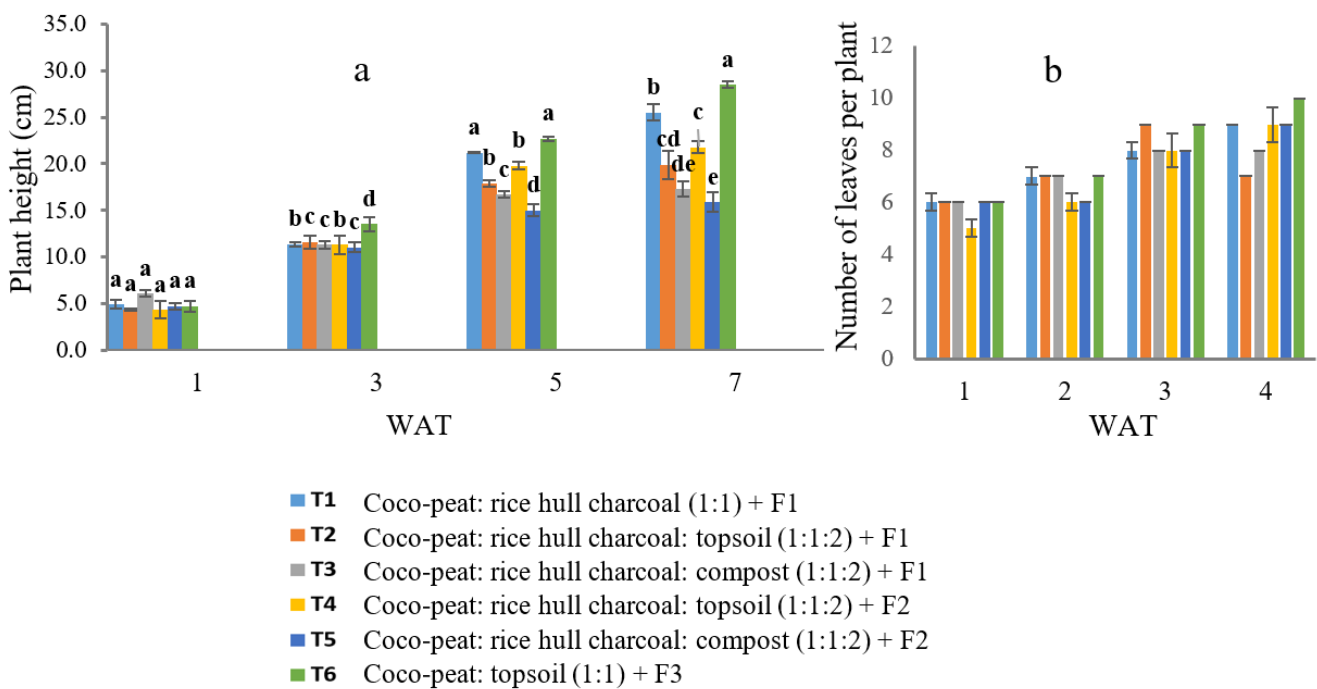 Plant height (cm)
35.0
30.0
25.0
20.0
15.0
10.0
5.0
0.0
a
a a a a a a
b c c b c d
a b c b d a
b cd de c e a
1 3 5 7
WAT
Number of leaves per plant
12
10
8
6
4
2
0
b
1 2 3 4
WAT
T1 Coco-peat: rice hull charcoal (1:1) + F1
T2 Coco-peat: rice hull charcoal: topsoil (1:1:2) + F1
T3 Coco-peat: rice hull charcoal: compost (1:1:2) + F1
T4 Coco-peat: rice hull charcoal: topsoil (1:1:2) + F2
T5 Coco-peat: rice hull charcoal: compost (1:1:2) + F2
T6 Coco-peat: topsoil (1:1) + F3